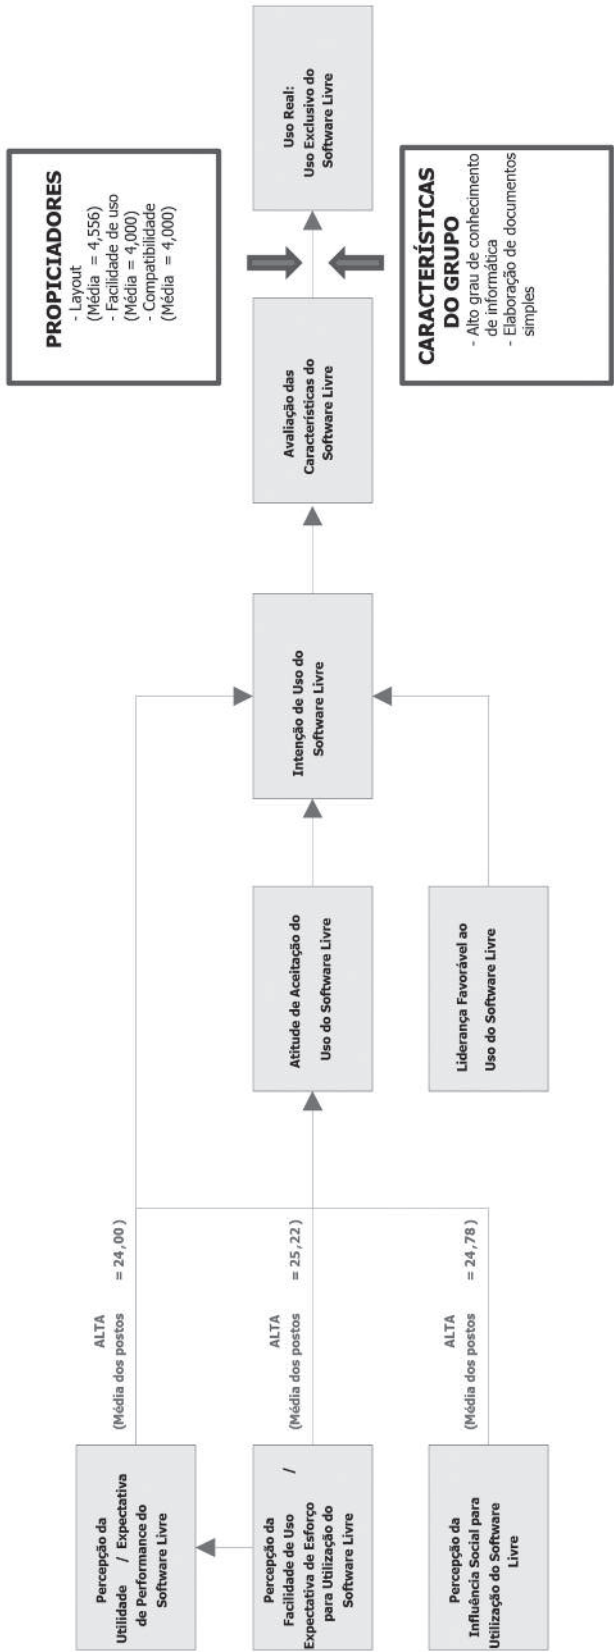 Percepção da
Utilidade / Expectativa
de Performance do
Software Livre
Percepção da
Facilidade de Uso /
Expectativa de Esforço
para Utilização do
Software Livre
Percepção da
Influência Social para
Utilização do Software
Livre
ALTA
(Média dos postos = 24,00)
ALTA
(Média dos postos = 25,22)
ALTA
(Média dos postos = 24,78)
Atitude de Aceitação do
Uso do Software Livre
Liderança Favorável ao
Uso do Software Livre
Intenção de Uso do
Software Livre
Avaliação das
Características do
Software Livre
PROPICIADORES
- Layout
(Média = 4,556)
- Facilidade de uso
(Média = 4,000)
- Compatibilidade
(Média = 4,000)
CARACTERÍSTICAS
DO GRUPO
- Alto grau de conhecimento
de informática
- Elaboração de documentos
simples
Uso Real:
Uso Exclusivo do
Software Livre